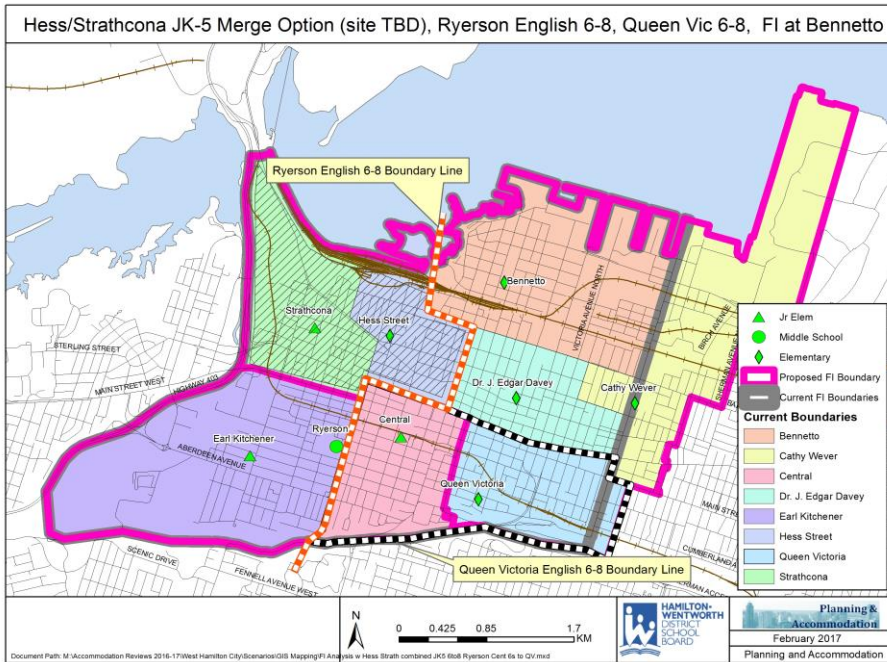 Hess/Strathcona JK-5 Merge Option (site TBD), Ryerson English 6-8, Queen Vic 6-8, FI at Bennetto
Ryerson English 6-8 Boundary Line
Bennetto
VICTORIA AVENUE NORTH
BIRCH AVENUE
SHERMAN AVENUE
Strathcona
Hess Street
STERLING STREET
MAIN STREET WEST
HIGHWAY 403
Dr. J. Edgar Davey
Cathy Wever
Earl Kitchener
Ryerson
Central
ABERDEEN AVENUE
Queen Victoria
MAIN STREE
SCENIC DRIVE
CUMBERLAND A
FENNELL AVENUE WEST
ERMAN ACCE
Queen Victoria English 6-8 Boundary Line
Jr Elem
Middle School
Elementary
Proposed FI Boundary
Current FI Boundaries
Current Boundaries
Bennetto
Cathy Wever
Central
Dr. J. Edgar Davey
Earl Kitchener
Hess Street
Queen Victoria
Strathcona
N
0 0.425 0.85 1.7
KM
HAMILTON-
WENTWORTH
DISTRICT
SCHOOL
BOARD
Planning &
Accommodation
February 2017
Planning and Accommodation